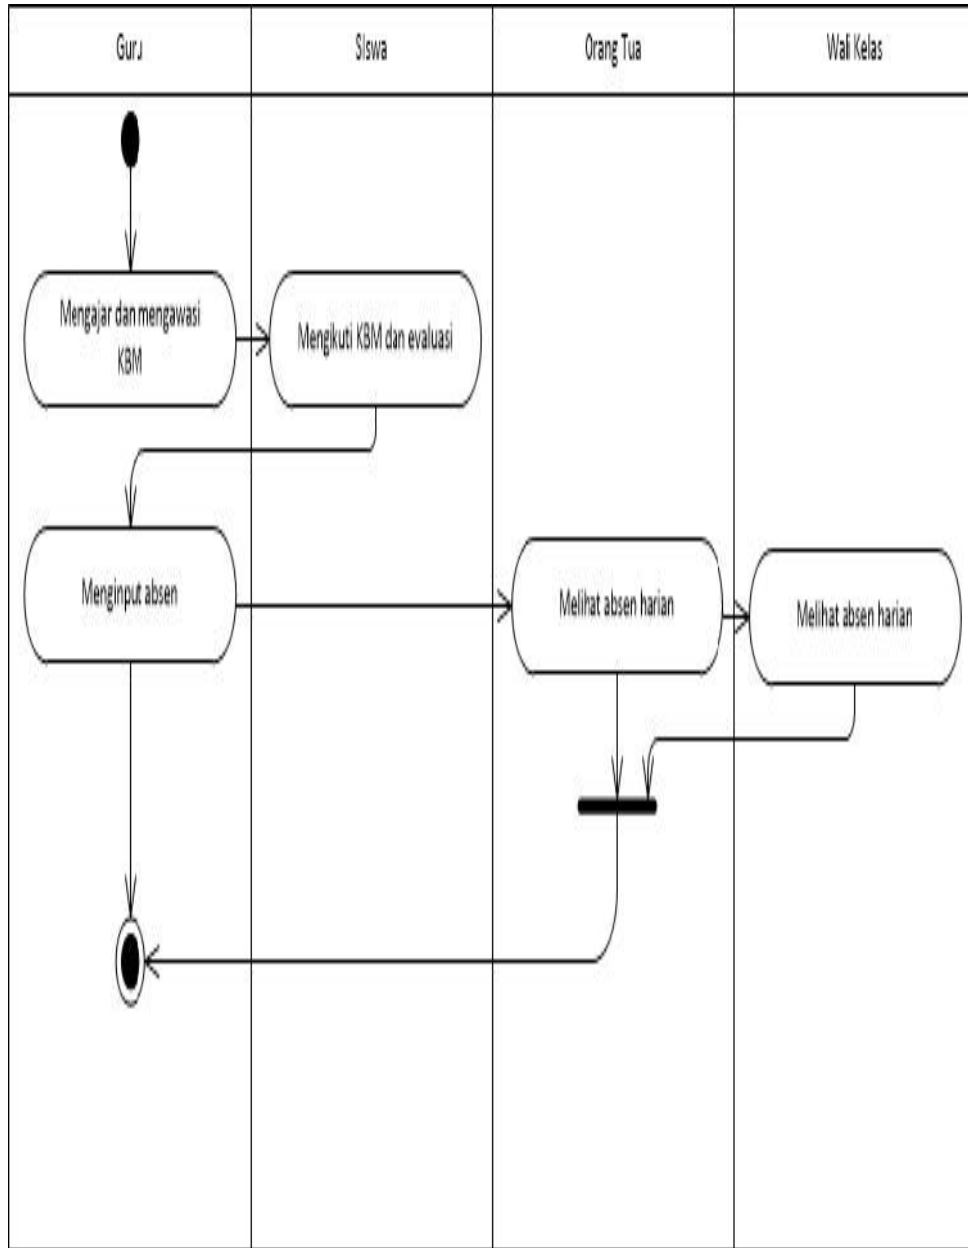 Guru
SIswa
Orang Tua
Wali Kelas
Mengajar dan mengawasi
KBM
Mengikuti KBM dan evaluasi
Menginput absen
Melihat absen harian
Melihat absen harian